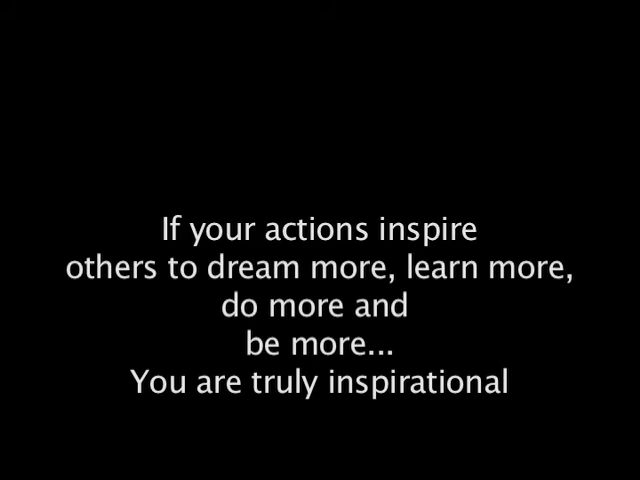 If your actions inspire
others to dream more, learn more,
do more and
be more...
You are truly inspirational